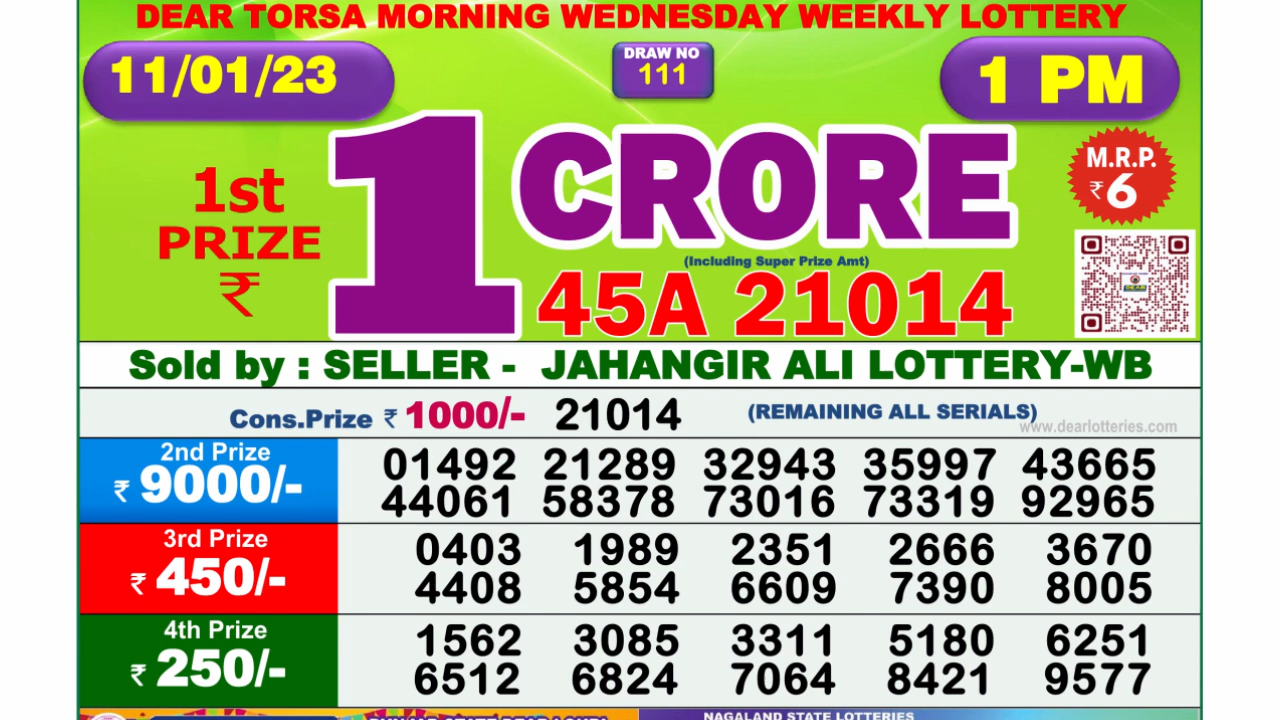 DEAR TORSA MORNING WEDNESDAY WEEKLY LOTTERY
11/01/23
DRAW NO
111
1 PM
1st
PRIZE
₹
1 CRORE
(Including Super Prize Amt)
45A 21014
M.R.P.
₹6
DEAR
Sold by : SELLER - JAHANGIR ALI LOTTERY-WB
Cons.Prize ₹ 1000/- 21014 (REMAINING ALL SERIALS)
www.dearlotteries.com
2nd Prize
₹ 9000/-
01492 21289 32943 35997 43665
44061 58378 73016 73319 92965
3rd Prize
₹ 450/-
0403 1989 2351 2666 3670
4408 5854 6609 7390 8005
4th Prize
₹ 250/-
1562 3085 3311 5180 6251
6512 6824 7064 8421 9577
NAGALAND STATE LOTTERIES